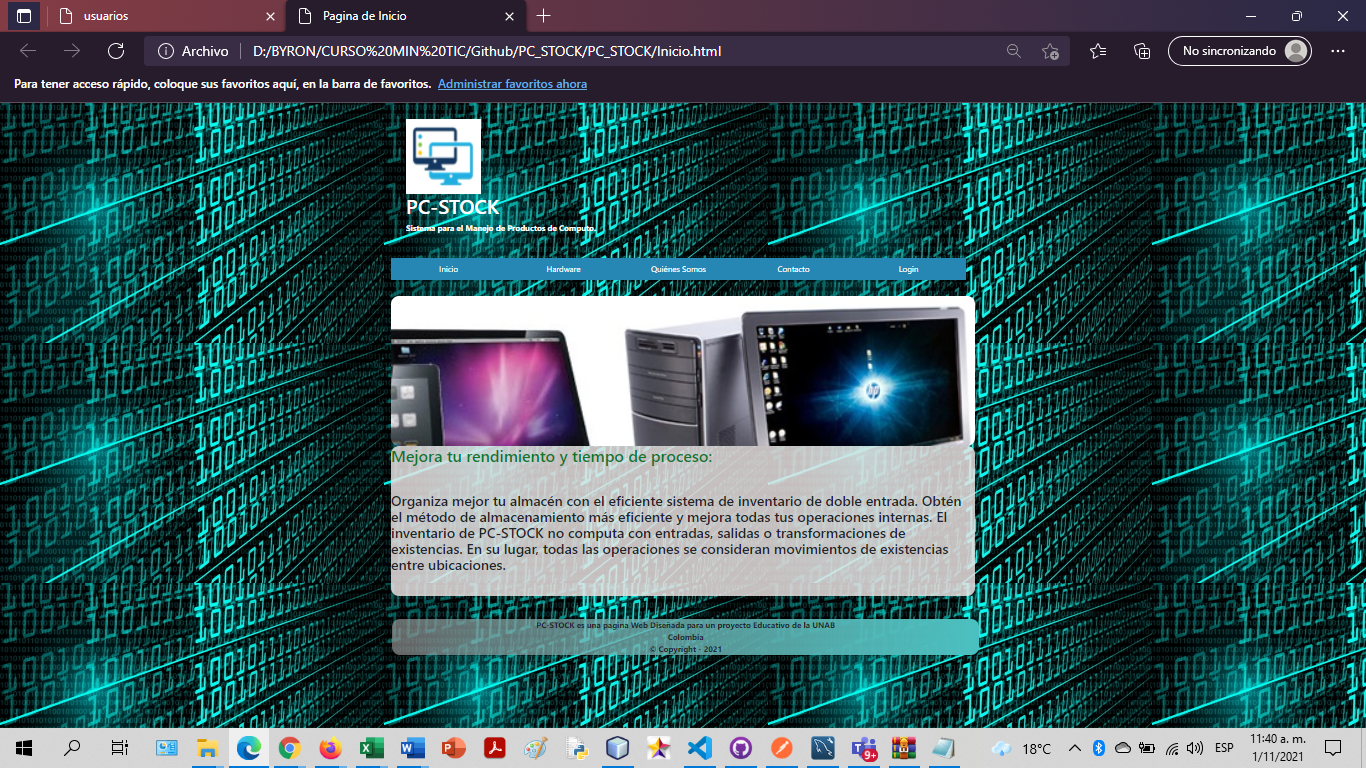 usuarios
Pagina de Inicio
Archivo
D:/BYRON/CURSO%20MIN%20TIC/Github/PC_STOCK/PC_STOCK/Inicio.html
No sincronizando
Para tener acceso rápido, coloque sus favoritos aquí, en la barra de favoritos. Administrar favoritos ahora
PC-STOCK
Sistema para el Manejo de Productos de Computo.
Inicio Hardware Quiénes Somos Contacto Login
hp
Mejora tu rendimiento y tiempo de proceso:
Organiza mejor tu almacén con el eficiente sistema de inventario de doble entrada. Obtén
el método de almacenamiento más eficiente y mejora todas tus operaciones internas. El
inventario de PC-STOCK no computa con entradas, salidas o transformaciones de
existencias. En su lugar, todas las operaciones se consideran movimientos de existencias
entre ubicaciones.
PC-STOCK es una pagina Web Diseñada para un proyecto Educativo de la UNAB
Colombia
© Copyright - 2021
9+
18°C
ESP
11:40 a. m.
1/11/2021